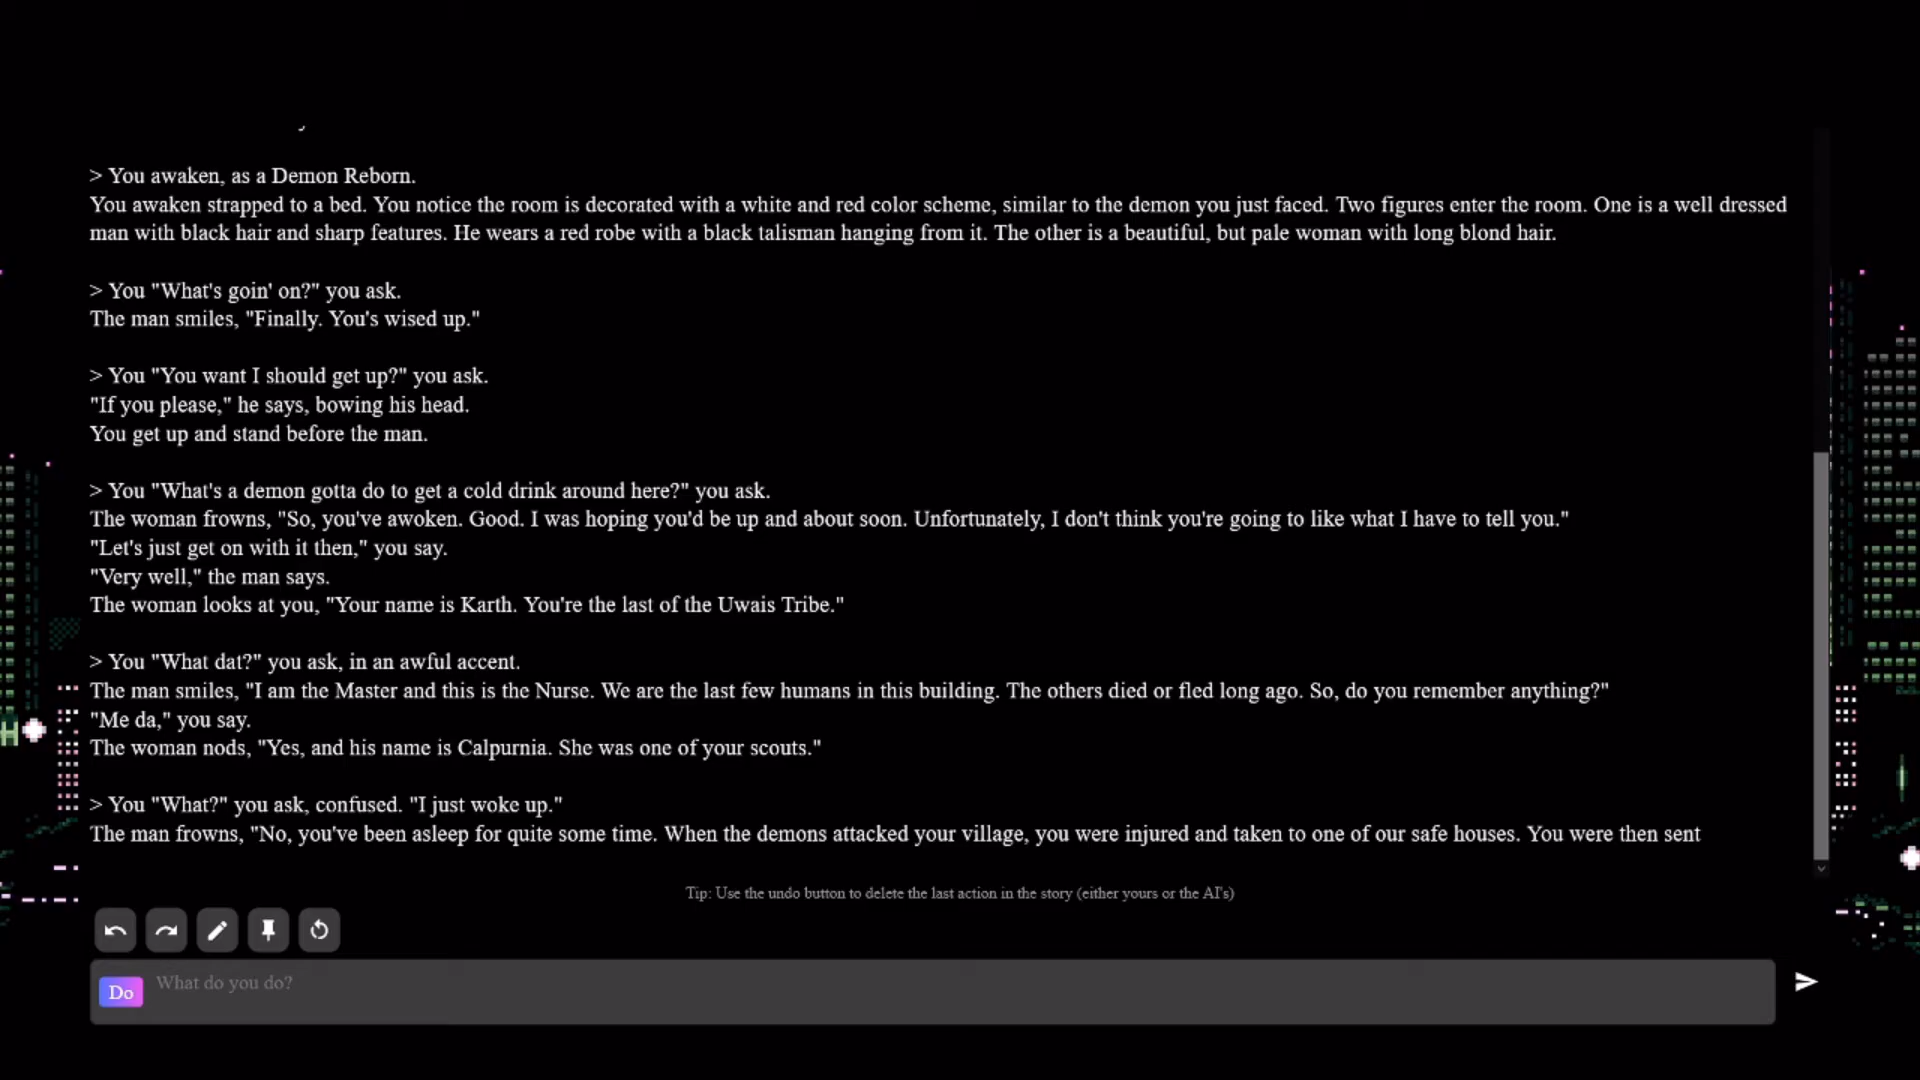 > You awaken, as a Demon Reborn.
You awaken strapped to a bed. You notice the room is decorated with a white and red color scheme, similar to the demon you just faced. Two figures enter the room. One is a well dressed
man with black hair and sharp features. He wears a red robe with a black talisman hanging from it. The other is a beautiful, but pale woman with long blond hair.
> You "What's goin' on?" you ask.
The man smiles, "Finally. You's wised up."
> You "You want I should get up?" you ask.
"If you please," he says, bowing his head.
You get up and stand before the man.
> You "What's a demon gotta do to get a cold drink around here?" you ask.
The woman frowns, "So, you've awoken. Good. I was hoping you'd be up and about soon. Unfortunately, I don't think you're going to like what I have to tell you."
"Let's just get on with it then," you say.
"Very well," the man says.
The woman looks at you, "Your name is Karth. You're the last of the Uwais Tribe."
> You "What dat?" you ask, in an awful accent.
The man smiles, "I am the Master and this is the Nurse. We are the last few humans in this building. The others died or fled long ago. So, do you remember anything?"
"Me da," you say.
The woman nods, "Yes, and his name is Calpurnia. She was one of your scouts."
> You "What?" you ask, confused. "I just woke up."
The man frowns, "No, you've been asleep for quite some time. When the demons attacked your village, you were injured and taken to one of our safe houses. You were then sent
Tip: Use the undo button to delete the last action in the story (either yours or the AI's)
Do What do you do?